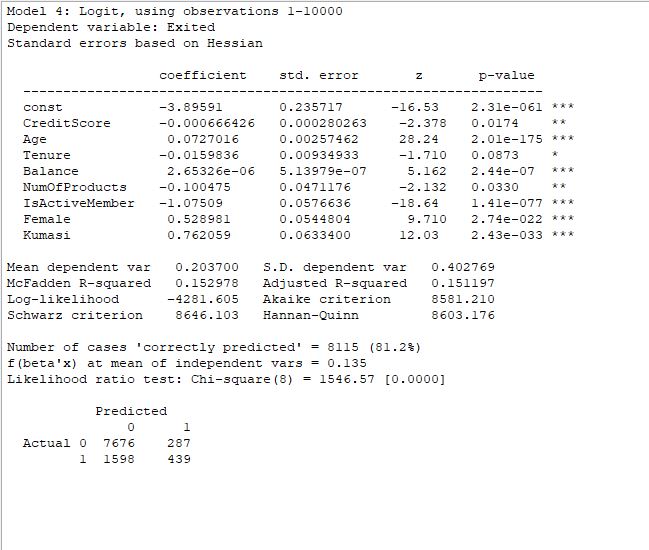 Model 4: Logit, using observations 1-10000
Dependent variable: Exited
Standard errors based on Hessian
coefficient std. error z p-value
---------------------------------------------------------------
const -3.89591 0.235717 -16.53 2.31e-061 ***
CreditScore -0.000666426 0.000280263 -2.378 0.0174 **
Age 0.0727016 0.00257462 28.24 2.01e-175 ***
Tenure -0.0159836 0.00934933 -1.710 0.0873 *
Balance 2.65326e-06 5.13979e-07 5.162 2.44e-07 ***
NumOfProducts -0.100475 0.0471176 -2.132 0.0330 **
IsActiveMember -1.07509 0.0576636 -18.64 1.41e-077 ***
Female 0.528981 0.0544804 9.710 2.74e-022 ***
Kumasi 0.762059 0.0633400 12.03 2.43e-033 ***
Mean dependent var 0.203700 S.D. dependent var 0.402769
McFadden R-squared 0.152978 Adjusted R-squared 0.151197
Log-likelihood -4281.605 Akaike criterion 8581.210
Schwarz criterion 8646.103 Hannan-Quinn 8603.176
Number of cases 'correctly predicted' = 8115 (81.2%)
f(beta'x) at mean of independent vars = 0.135
Likelihood ratio test: Chi-square(8) = 1546.57 [0.0000]
Predicted
0 1
Actual 0 7676 287
1 1598 439